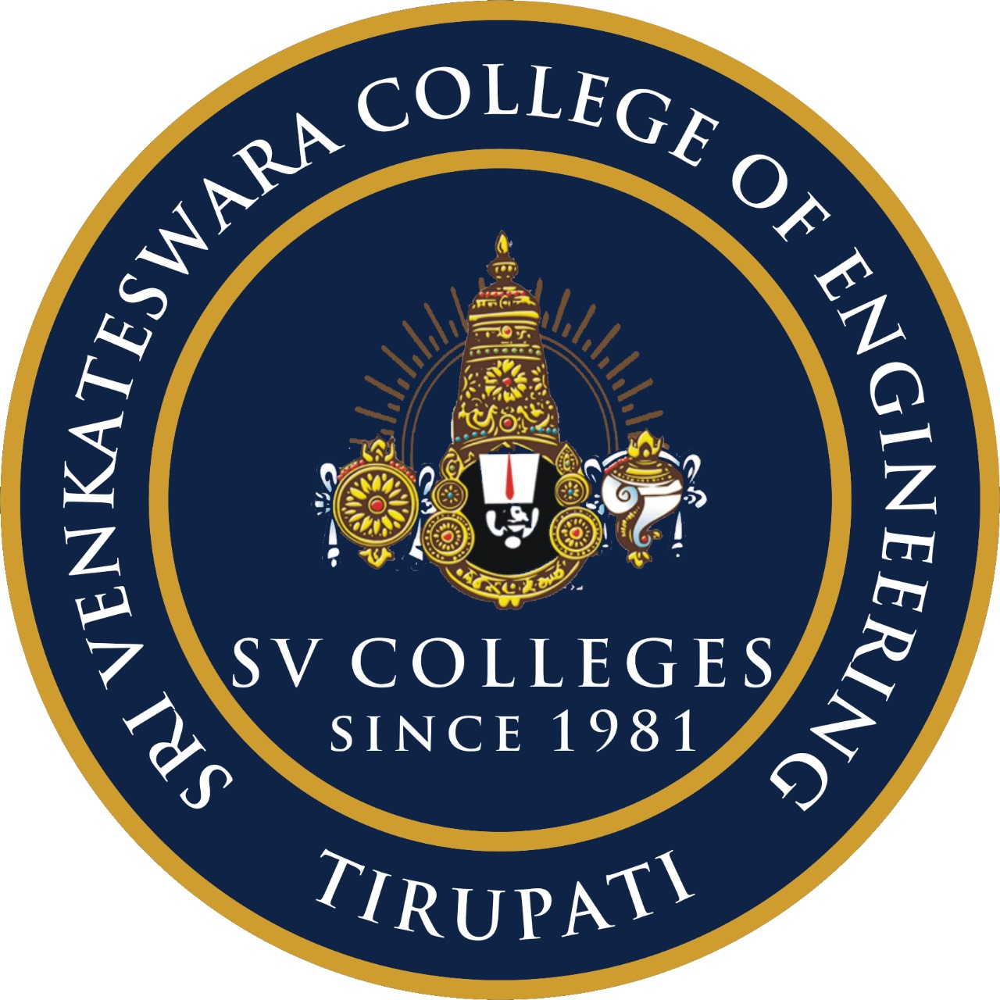 SRI VENKATESWARA COLLEGE OF ENGINEERING
SV COLLEGES
SINCE 1981
TIRUPATI